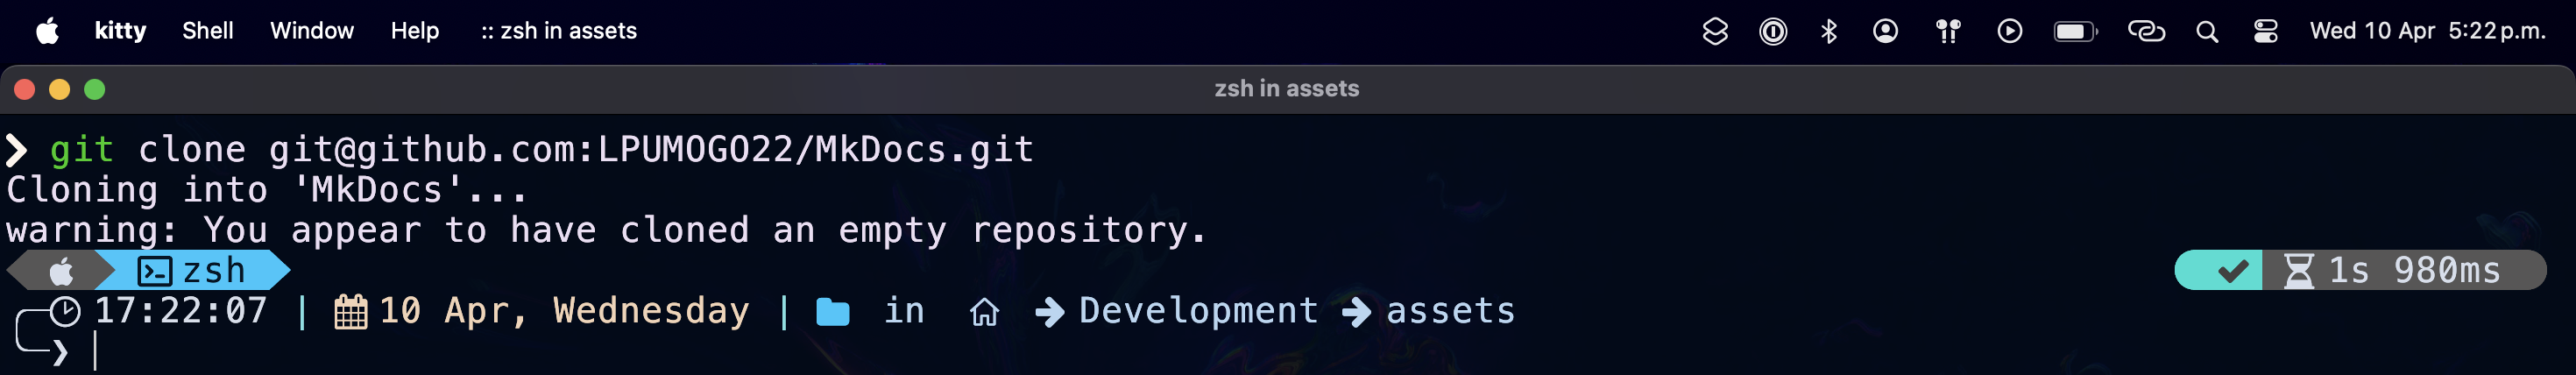 kitty Shell Window Help :: zsh in assets Wed 10 Apr 5:22 p.m.
zsh in assets
❯ git clone git@github.com:LPUMOGO22/MkDocs.git
Cloning into 'MkDocs'...
warning: You appear to have cloned an empty repository.
zsh ✔ 1s 980ms
17:22:07 | 10 Apr, Wednesday | in → Development → assets
❯